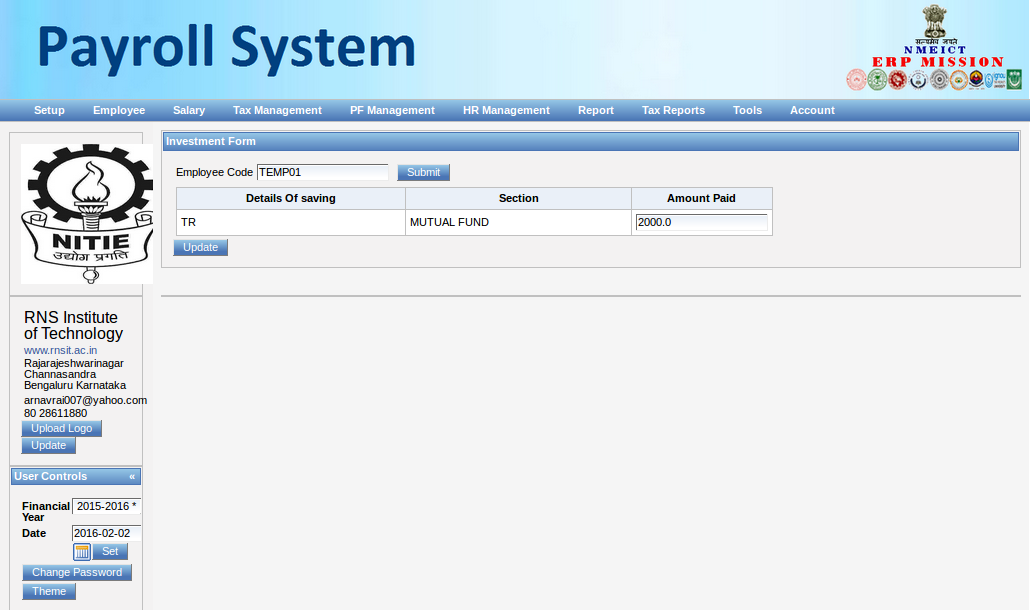 Payroll System
सत्यमेव जयते
NMEICT
ERP MISSION
Setup Employee Salary Tax Management PF Management HR Management Report Tax Reports Tools Account
NITIE
उद्योग प्रगति
RNS Institute
of Technology
www.rnsit.ac.in
Rajarajeshwarinagar
Channasandra
Bengaluru Karnataka
arnavrai007@yahoo.com
80 28611880
Upload Logo
Update
User Controls «
Financial Year 2015-2016 *
Date 2016-02-02
Set
Change Password
Theme
Investment Form
Employee Code TEMP01 Submit
Details Of saving Section Amount Paid
TR MUTUAL FUND 2000.0
Update